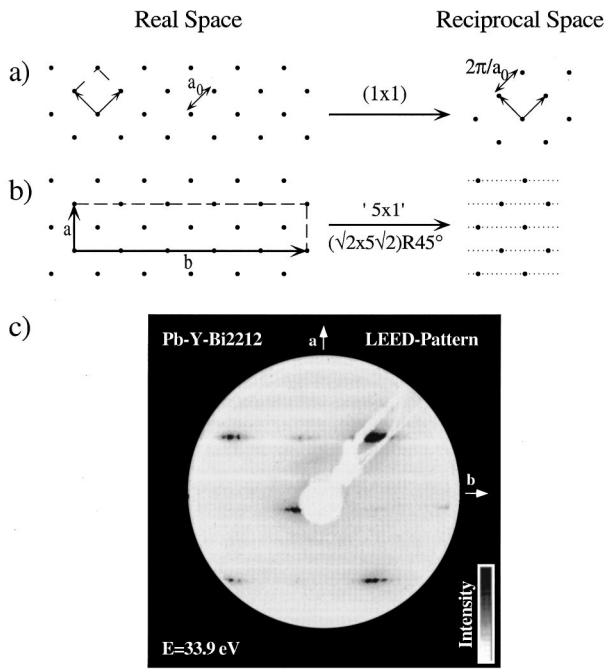 Real Space
Reciprocal Space
a)
a₀
(1x1)
2π/a₀
b)
a
b
' 5x1'
(√2x5√2)R45°
c)
Pb-Y-Bi2212
a
LEED-Pattern
b
E=33.9 eV
Intensity